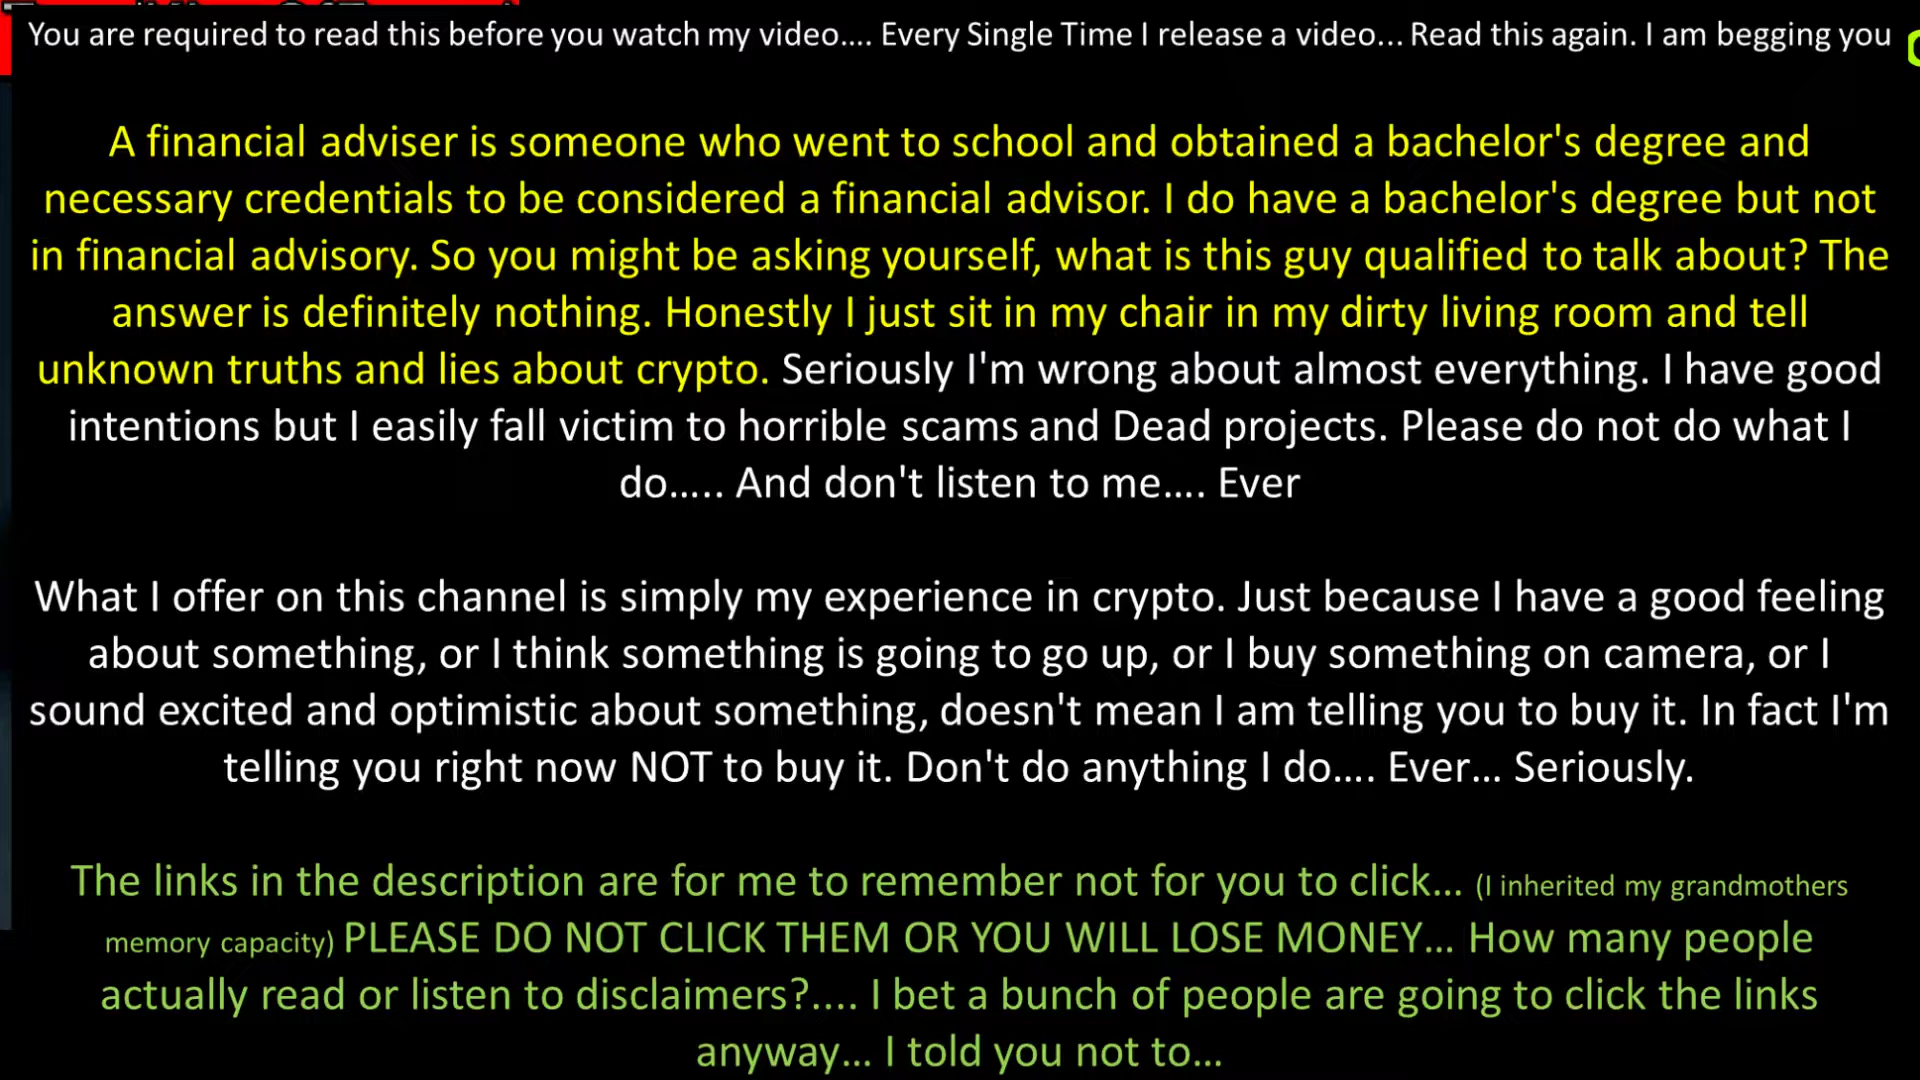 You are required to read this before you watch my video.... Every Single Time I release a video... Read this again. I am begging you
A financial adviser is someone who went to school and obtained a bachelor's degree and
necessary credentials to be considered a financial advisor. I do have a bachelor's degree but not
in financial advisory. So you might be asking yourself, what is this guy qualified to talk about? The
answer is definitely nothing. Honestly I just sit in my chair in my dirty living room and tell
unknown truths and lies about crypto. Seriously I'm wrong about almost everything. I have good
intentions but I easily fall victim to horrible scams and Dead projects. Please do not do what I
do..... And don't listen to me.... Ever
What I offer on this channel is simply my experience in crypto. Just because I have a good feeling
about something, or I think something is going to go up, or I buy something on camera, or I
sound excited and optimistic about something, doesn't mean I am telling you to buy it. In fact I'm
telling you right now NOT to buy it. Don't do anything I do.... Ever... Seriously.
The links in the description are for me to remember not for you to click... (I inherited my grandmothers
memory capacity) PLEASE DO NOT CLICK THEM OR YOU WILL LOSE MONEY... How many people
actually read or listen to disclaimers?.... I bet a bunch of people are going to click the links
anyway... I told you not to...